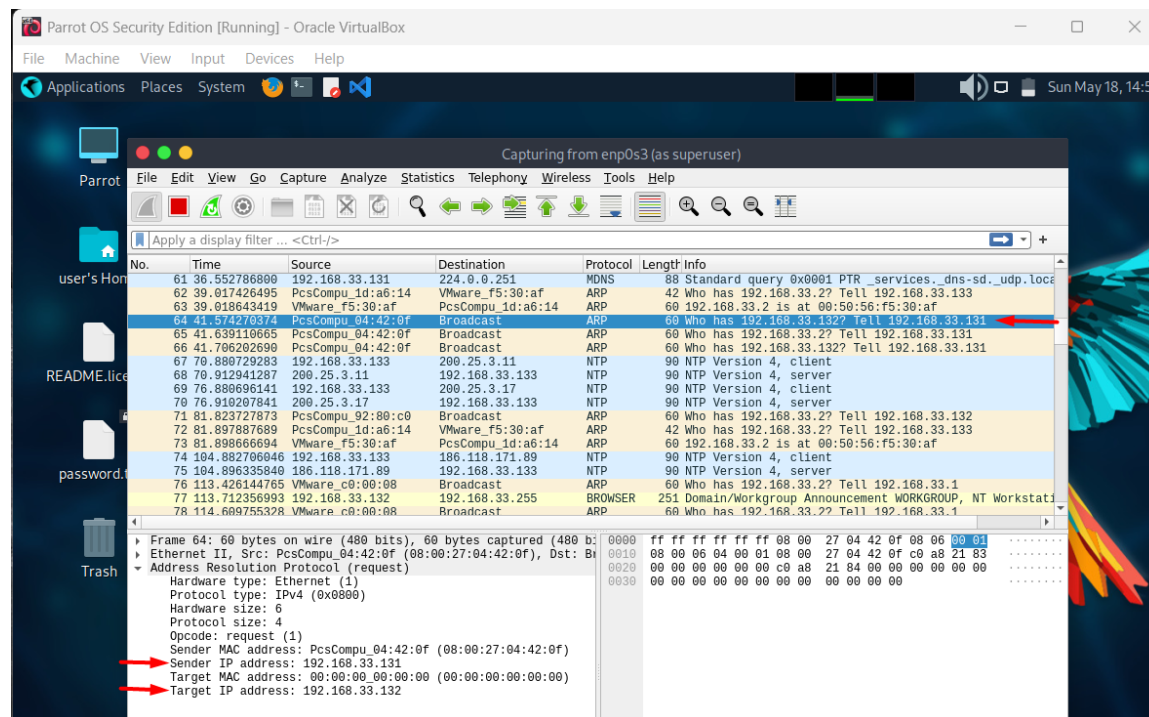 Parrot OS Security Edition [Running] - Oracle VirtualBox
File Machine View Input Devices Help
Applications Places System Sun May 18, 14:5
Capturing from enp0s3 (as superuser)
File Edit View Go Capture Analyze Statistics Telephony Wireless Tools Help
Apply a display filter ... <Ctrl-/>
No. Time Source Destination Protocol Length Info
61 36.552786800 192.168.33.131 224.0.0.251 MDNS 88 Standard query 0x0001 PTR _services._dns-sd._udp.loca
62 39.017426495 PcsCompu_1d:a6:14 VMware_f5:30:af ARP 42 Who has 192.168.33.2? Tell 192.168.33.133
63 39.018643419 VMware_f5:30:af PcsCompu_1d:a6:14 ARP 60 192.168.33.2 is at 00:50:56:f5:30:af
64 41.574270374 PcsCompu_04:42:0f Broadcast ARP 60 Who has 192.168.33.132? Tell 192.168.33.131
65 41.639110665 PcsCompu_04:42:0f Broadcast ARP 60 Who has 192.168.33.2? Tell 192.168.33.131
66 41.706202690 PcsCompu_04:42:0f Broadcast ARP 60 Who has 192.168.33.132? Tell 192.168.33.131
67 70.880729283 192.168.33.133 200.25.3.11 NTP 90 NTP Version 4, client
68 70.912941287 200.25.3.11 192.168.33.133 NTP 90 NTP Version 4, server
69 76.880696141 192.168.33.133 200.25.3.17 NTP 90 NTP Version 4, client
70 76.910207841 200.25.3.17 192.168.33.133 NTP 90 NTP Version 4, server
71 81.823727873 PcsCompu_92:80:c0 Broadcast ARP 60 Who has 192.168.33.2? Tell 192.168.33.132
72 81.897887689 PcsCompu_1d:a6:14 VMware_f5:30:af ARP 42 Who has 192.168.33.2? Tell 192.168.33.133
73 81.898666694 VMware_f5:30:af PcsCompu_1d:a6:14 ARP 60 192.168.33.2 is at 00:50:56:f5:30:af
74 104.882706046 192.168.33.133 186.118.171.89 NTP 90 NTP Version 4, client
75 104.896335840 186.118.171.89 192.168.33.133 NTP 90 NTP Version 4, server
76 113.426144765 VMware_c0:00:08 Broadcast ARP 60 Who has 192.168.33.2? Tell 192.168.33.1
77 113.712356993 192.168.33.132 192.168.33.255 BROWSER 251 Domain/Workgroup Announcement WORKGROUP, NT Workstati
78 114.609755328 VMware_c0:00:08 Broadcast ARP 60 Who has 192.168.33.2? Tell 192.168.33.1
Frame 64: 60 bytes on wire (480 bits), 60 bytes captured (480 b
Ethernet II, Src: PcsCompu_04:42:0f (08:00:27:04:42:0f), Dst: Br
Address Resolution Protocol (request)
Hardware type: Ethernet (1)
Protocol type: IPv4 (0x0800)
Hardware size: 6
Protocol size: 4
Opcode: request (1)
Sender MAC address: PcsCompu_04:42:0f (08:00:27:04:42:0f)
Sender IP address: 192.168.33.131
Target MAC address: 00:00:00_00:00:00 (00:00:00:00:00:00)
Target IP address: 192.168.33.132
0000 ff ff ff ff ff ff 08 00 27 04 42 0f 08 06 00 01 ········
0010 08 00 06 04 00 01 08 00 27 04 42 0f c0 a8 21 83 ········
0020 00 00 00 00 00 00 c0 a8 21 84 00 00 00 00 00 00 ········
0030 00 00 00 00 00 00 00 00 00 00 00 00 ········
Parrot
user's Hom
README.lice
password.t
Trash